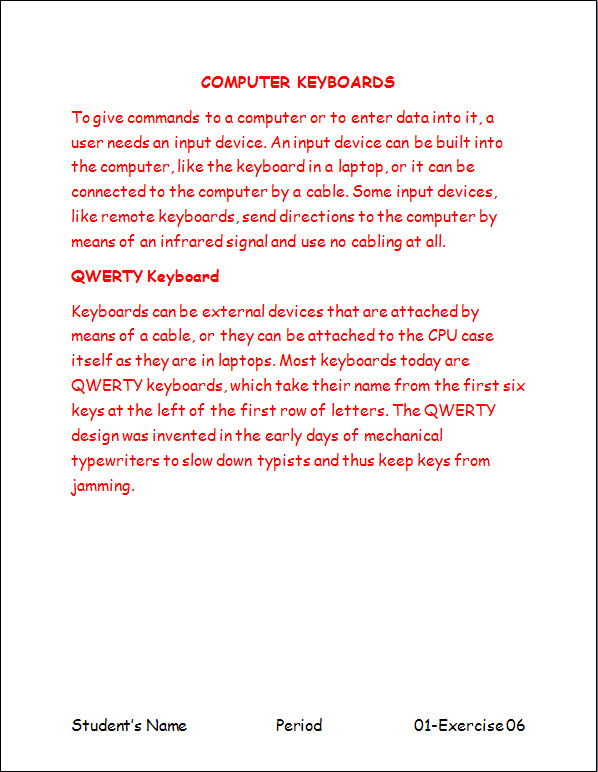 COMPUTER KEYBOARDS
To give commands to a computer or to enter data into it, a
user needs an input device. An input device can be built into
the computer, like the keyboard in a laptop, or it can be
connected to the computer by a cable. Some input devices,
like remote keyboards, send directions to the computer by
means of an infrared signal and use no cabling at all.
QWERTY Keyboard
Keyboards can be external devices that are attached by
means of a cable, or they can be attached to the CPU case
itself as they are in laptops. Most keyboards today are
QWERTY keyboards, which take their name from the first six
keys at the left of the first row of letters. The QWERTY
design was invented in the early days of mechanical
typewriters to slow down typists and thus keep keys from
jamming.
Student's Name Period 01-Exercise 06